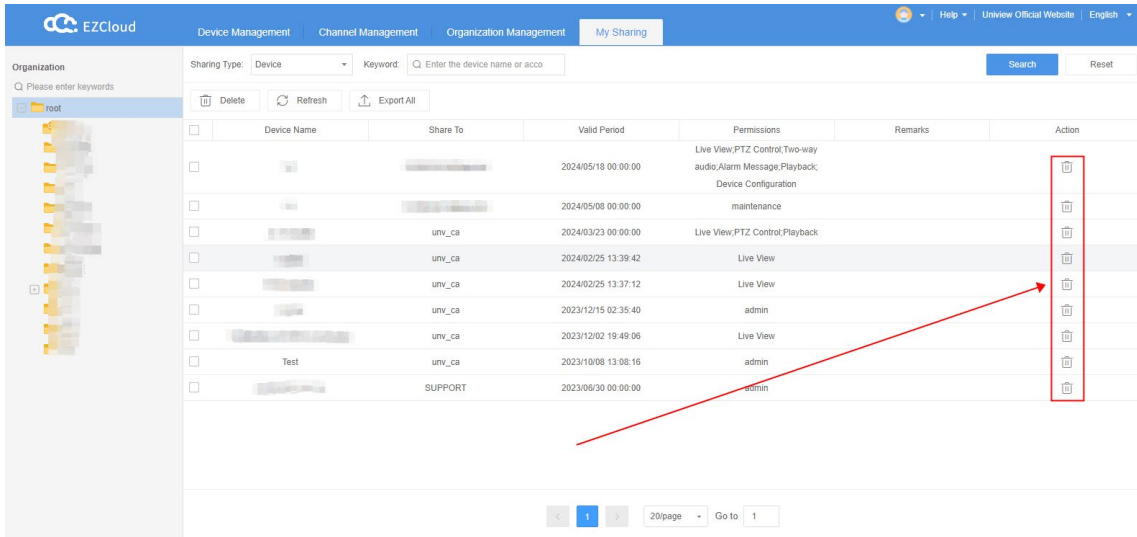 EZCloud
Device Management Channel Management Organization Management My Sharing
Help Uniview Official Website English
Organization
Please enter keywords
root
Sharing Type: Device Keyword: Enter the device name or acco Search Reset
Delete Refresh Export All
Device Name Share To Valid Period Permissions Remarks Action
2024/05/18 00:00:00 Live View;PTZ Control;Two-way
audio;Alarm Message;Playback;
Device Configuration
2024/05/08 00:00:00 maintenance
unv_ca 2024/03/23 00:00:00 Live View;PTZ Control;Playback
unv_ca 2024/02/25 13:39:42 Live View
unv_ca 2024/02/25 13:37:12 Live View
unv_ca 2023/12/15 02:35:40 admin
unv_ca 2023/12/02 19:49:06 Live View
Test unv_ca 2023/10/08 13:08:16 admin
SUPPORT 2023/06/30 00:00:00 admin
< 1 > 20/page Go to 1